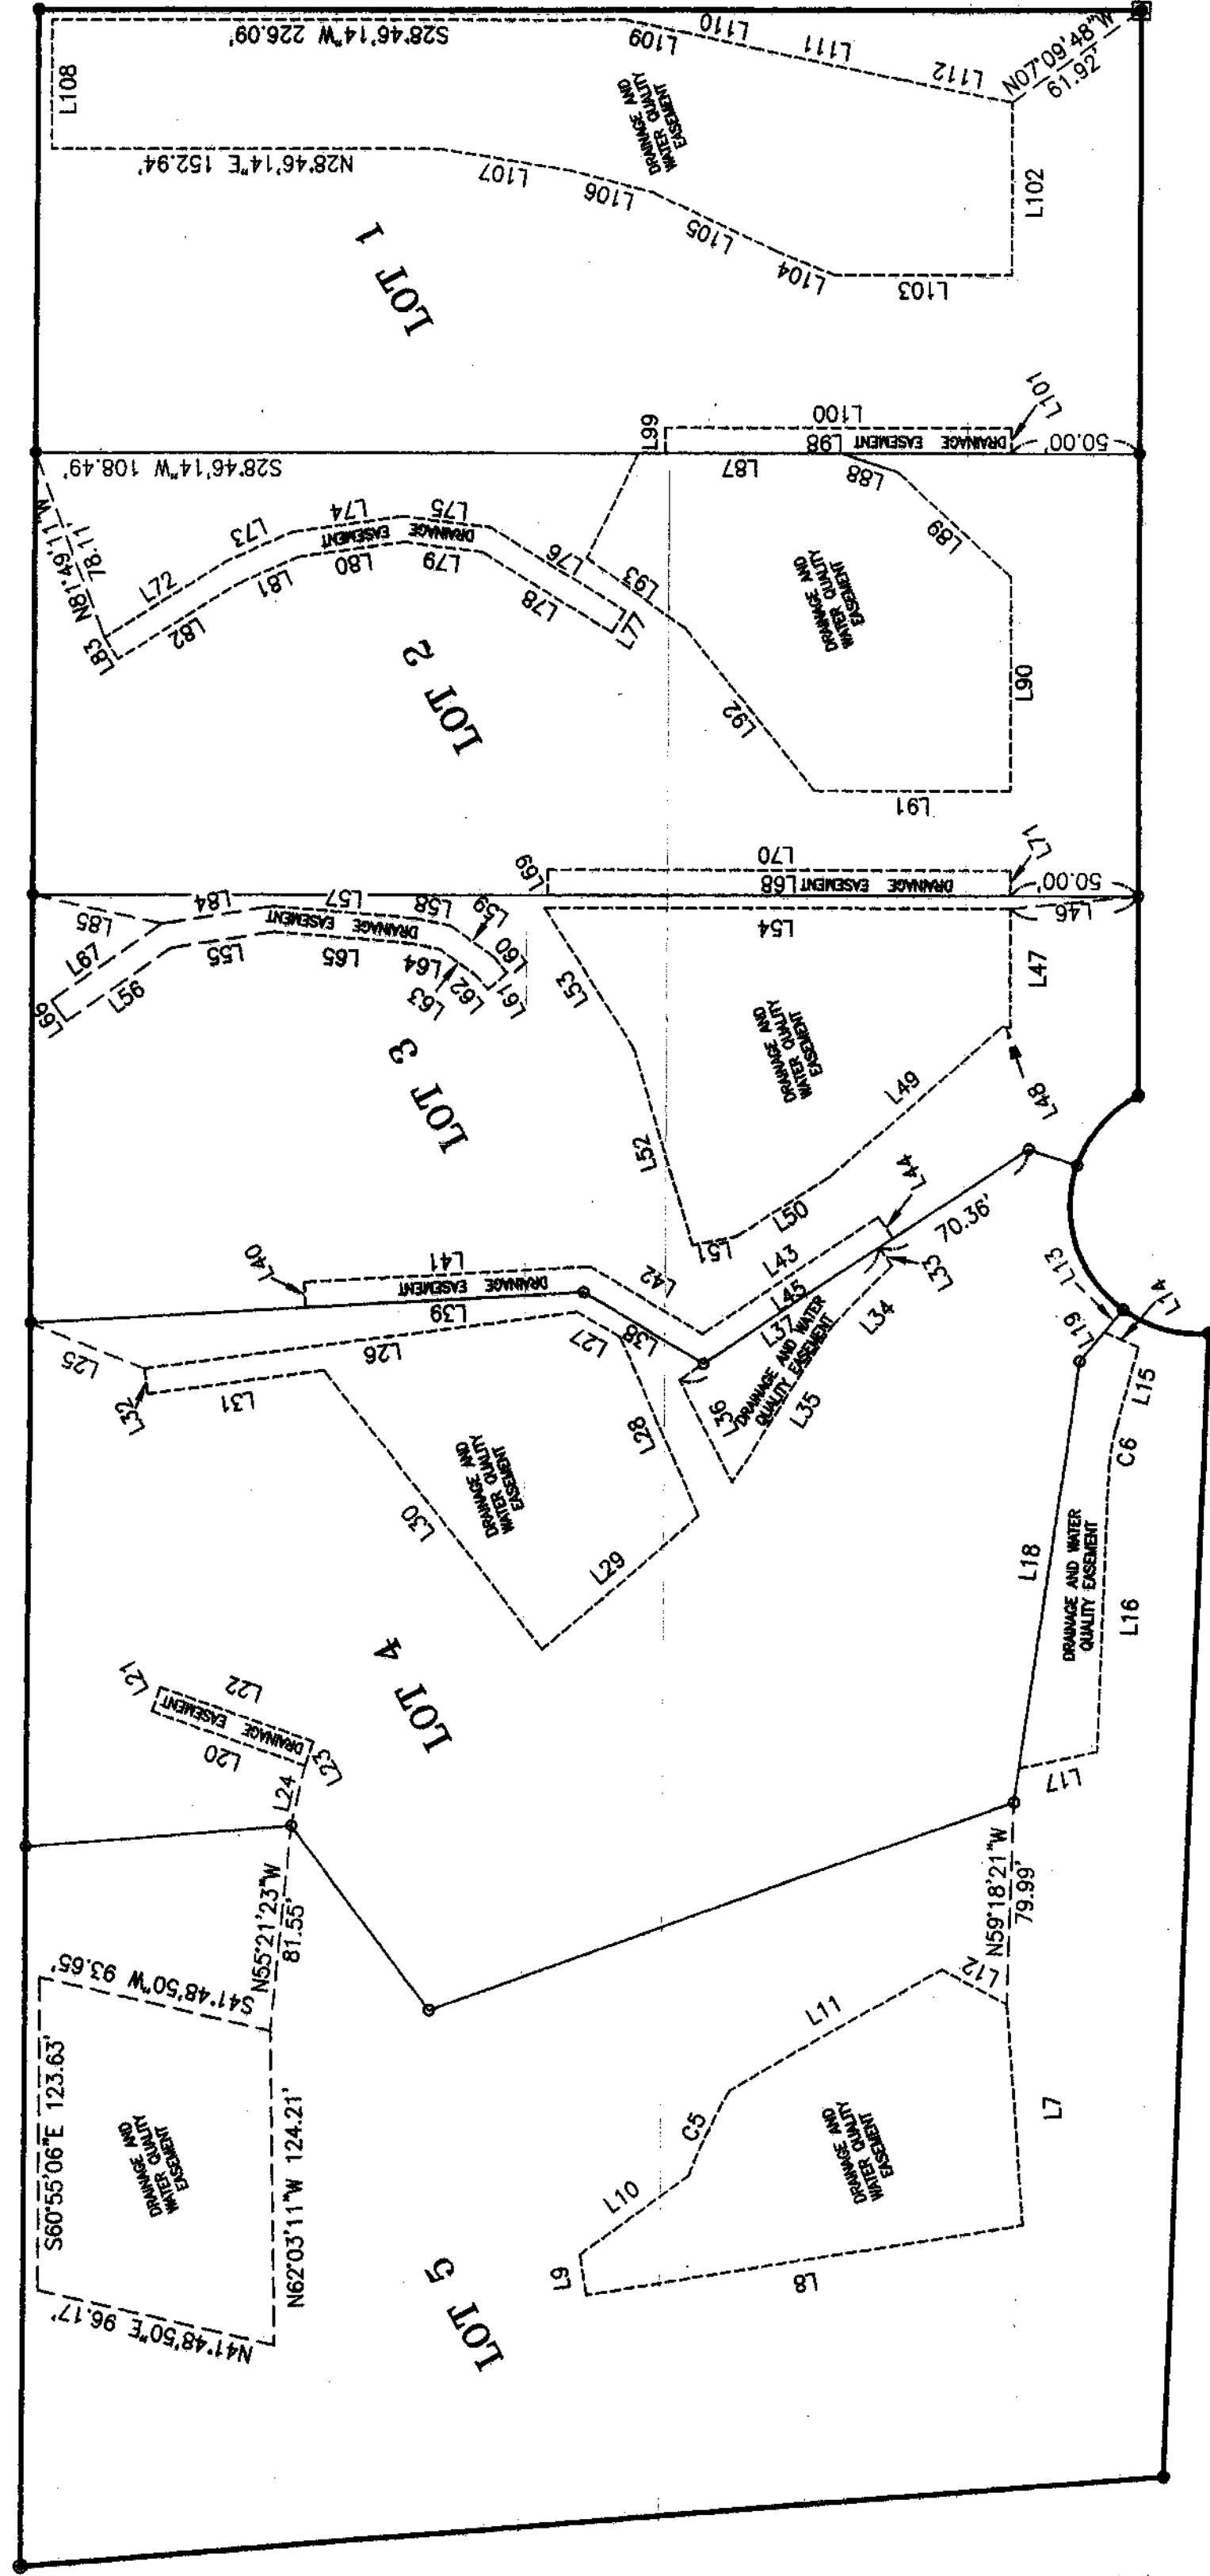 S28°46'14"W 226.09'
L109
L110
L111
L112
N07°09'48"W
61.92'
L108
DRAINAGE AND
WATER QUALITY
EASEMENT
N28°46'14"E 152.94'
L107
L106
L105
L104
L103
L102
LOT 1
L101
L100
L99
L98
DRAINAGE EASEMENT
50.00'
S28°46'14"W 108.49'
L87
L88
L89
N81°49'11"W
78.11'
L72
L73
L74
L75
L76
L77
L78
L79
L80
L81
L82
L83
DRAINAGE EASEMENT
L93
DRAINAGE AND
WATER QUALITY
EASEMENT
L92
L91
L90
LOT 2
L69
L70
L68
DRAINAGE EASEMENT
L71
50.00'
L46
L85
L84
L57
L58
L59
L60
L61
L62
L63
L64
L65
L55
L56
L66
L67
EASEMENT DRAINAGE
L54
L53
L47
DRAINAGE AND
WATER QUALITY
EASEMENT
L52
L51
L50
L49
L48
LOT 3
L40
L41
DRAINAGE EASEMENT
L42
L43
L44
L45
70.36'
L39
L38
L37
L33
L34
L35
L36
DRAINAGE AND WATER
QUALITY EASEMENT
L25
L26
L27
L28
L29
L30
L31
L32
DRAINAGE AND
WATER QUALITY
EASEMENT
L13
L14
L19
L15
C6
L18
DRAINAGE AND WATER
QUALITY EASEMENT
L16
L17
LOT 4
L21
L22
DRAINAGE EASEMENT
L20
L23
L24
N55°21'23"W
81.55'
S41°48'50"W 93.65'
S60°55'06"E 123.63'
DRAINAGE AND
WATER QUALITY
EASEMENT
N62°03'11"W 124.21'
N41°48'50"E 96.17'
N59°18'21"W
79.99'
L12
L11
C5
L10
L9
L8
L7
DRAINAGE AND
WATER QUALITY
EASEMENT
LOT 5